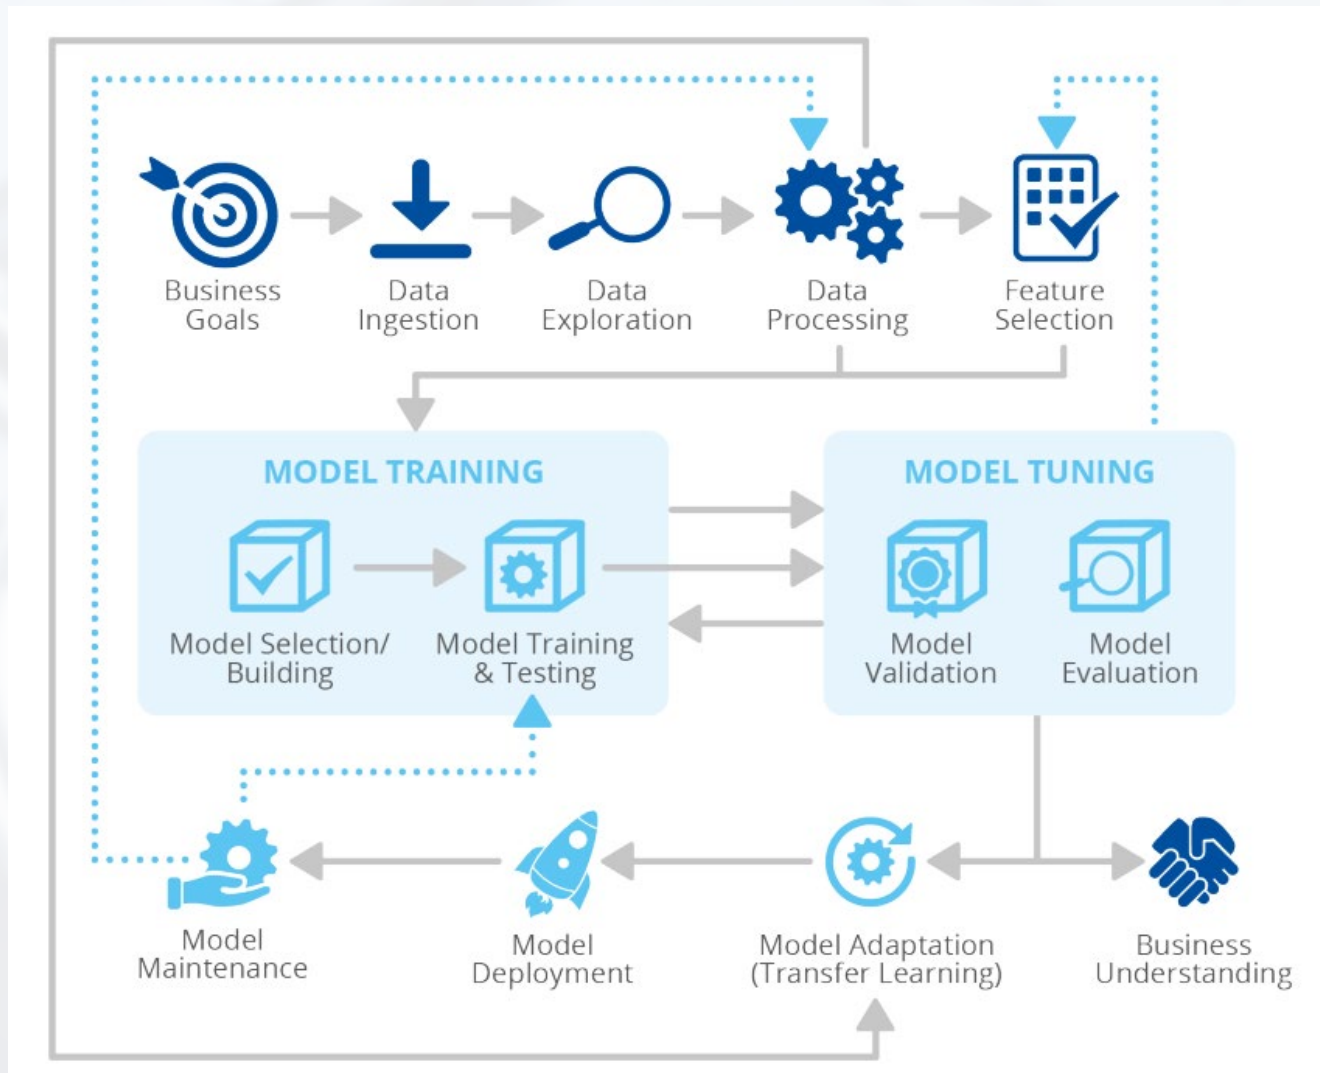 Business
Goals
Data
Ingestion
Data
Exploration
Data
Processing
Feature
Selection
MODEL TRAINING
Model Selection/
Building
Model Training
& Testing
MODEL TUNING
Model
Validation
Model
Evaluation
Model
Maintenance
Model
Deployment
Model Adaptation
(Transfer Learning)
Business
Understanding